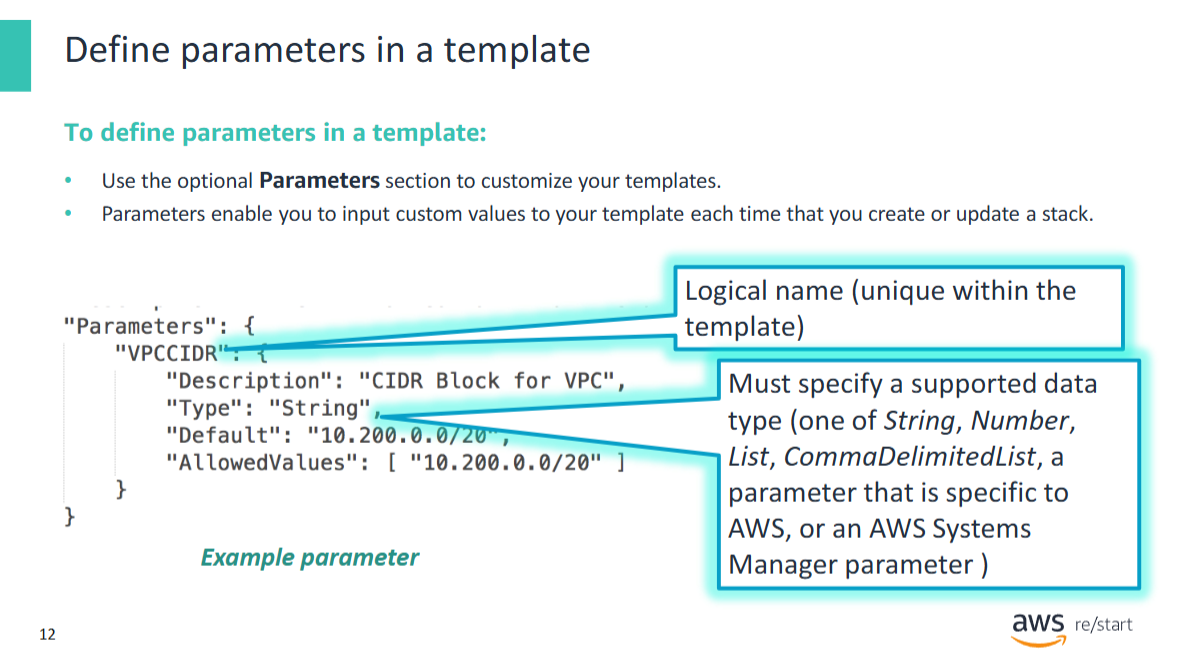 Define parameters in a template
To define parameters in a template:
• Use the optional Parameters section to customize your templates.
• Parameters enable you to input custom values to your template each time that you create or update a stack.
Logical name (unique within the
template)
"Parameters": {
"VPCCIDR": {
"Description": "CIDR Block for VPC",
"Type": "String",
"Default": "10.200.0.0/20",
"AllowedValues": [ "10.200.0.0/20" ]
}
}
Must specify a supported data
type (one of String, Number,
List, CommaDelimitedList, a
parameter that is specific to
AWS, or an AWS Systems
Manager parameter )
Example parameter
12
aws re/start